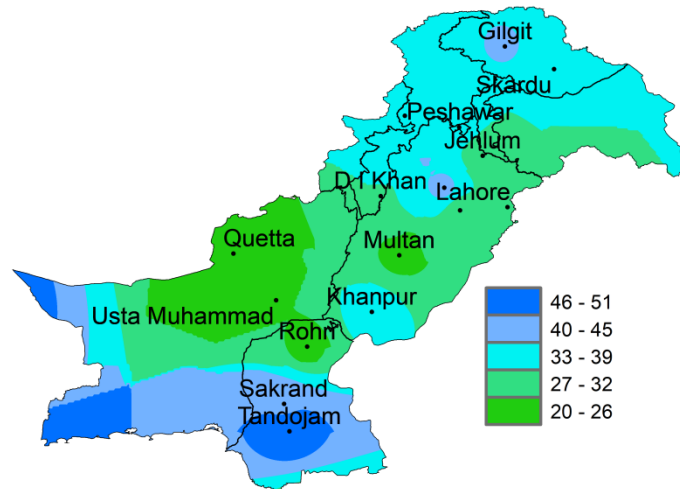 Gilgit
Skardu
Peshawar
Jehlum
D I Khan
Lahore
Quetta
Multan
Usta Muhammad
Khanpur
Rohri
Sakrand
Tandojam
46 - 51
40 - 45
33 - 39
27 - 32
20 - 26